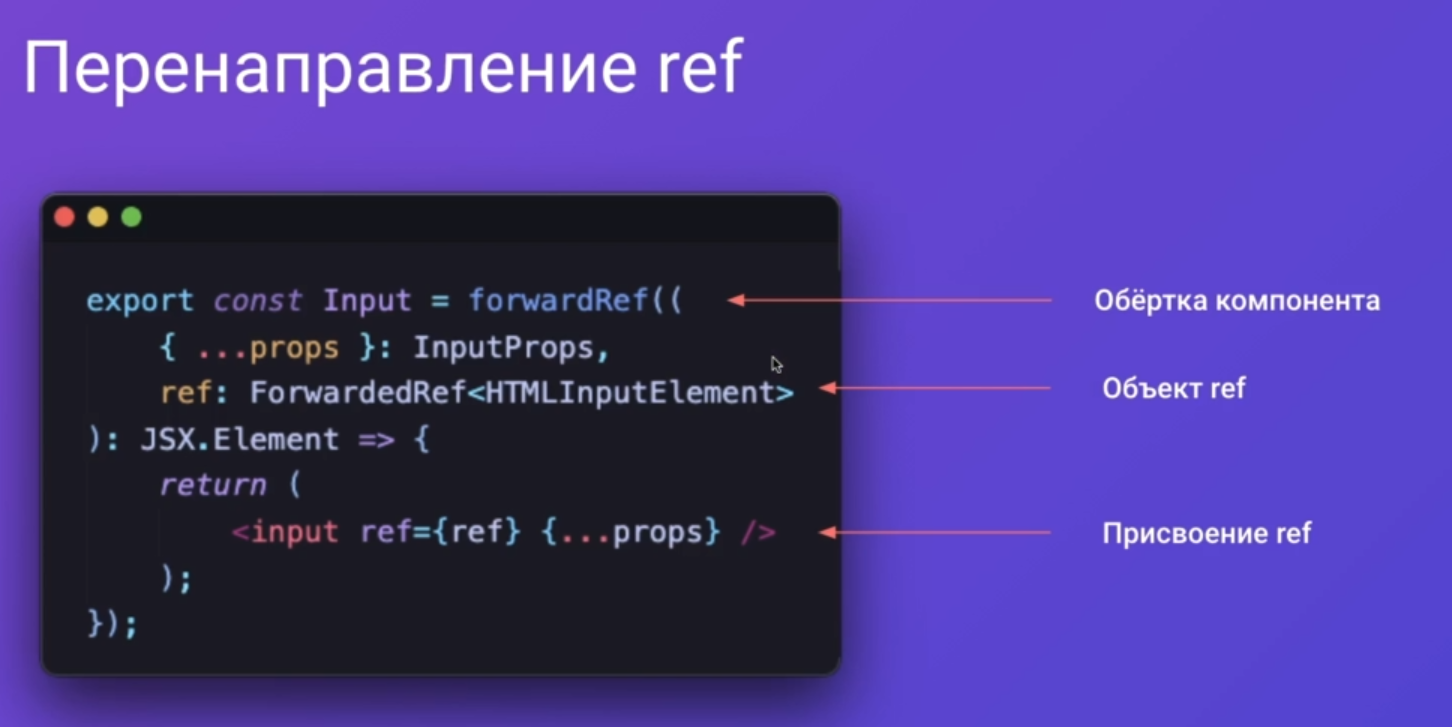 Перенаправление ref
export const Input = forwardRef((
Обёртка компонента
{ ...props }: InputProps,
ref: ForwardedRef<HTMLInputElement>
Объект ref
): JSX.Element => {
return (
<input ref={ref} {...props} />
Присвоение ref
);
});